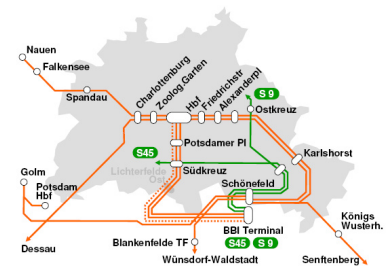 Nauen
Falkensee
Spandau
Charlottenburg
Zoolog.Garten
Hbf
Friedrichstr
Alexanderpl
S 9
Ostkreuz
Potsdamer Pl
S45
Lichterfelde
Ost
Südkreuz
Karlshorst
Golm
Potsdam
Hbf
Schönefeld
BBI Terminal
S45
S 9
Königs
Wusterh.
Dessau
Blankenfelde TF
Wünsdorf-Waldstadt
Senftenberg